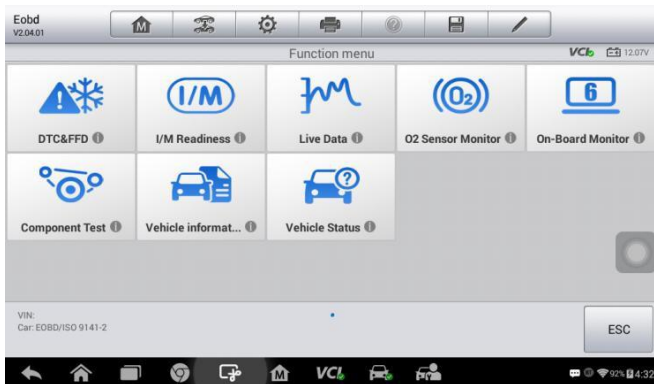 Eobd
V2.04.01
Function menu
VCI
12.07V
I/M
O2
6
DTC&FFD
I/M Readiness
Live Data
O2 Sensor Monitor
On-Board Monitor
Component Test
Vehicle informat...
Vehicle Status
VIN:
Car: EOBD/ISO 9141-2
ESC
VCI
92%
4:32